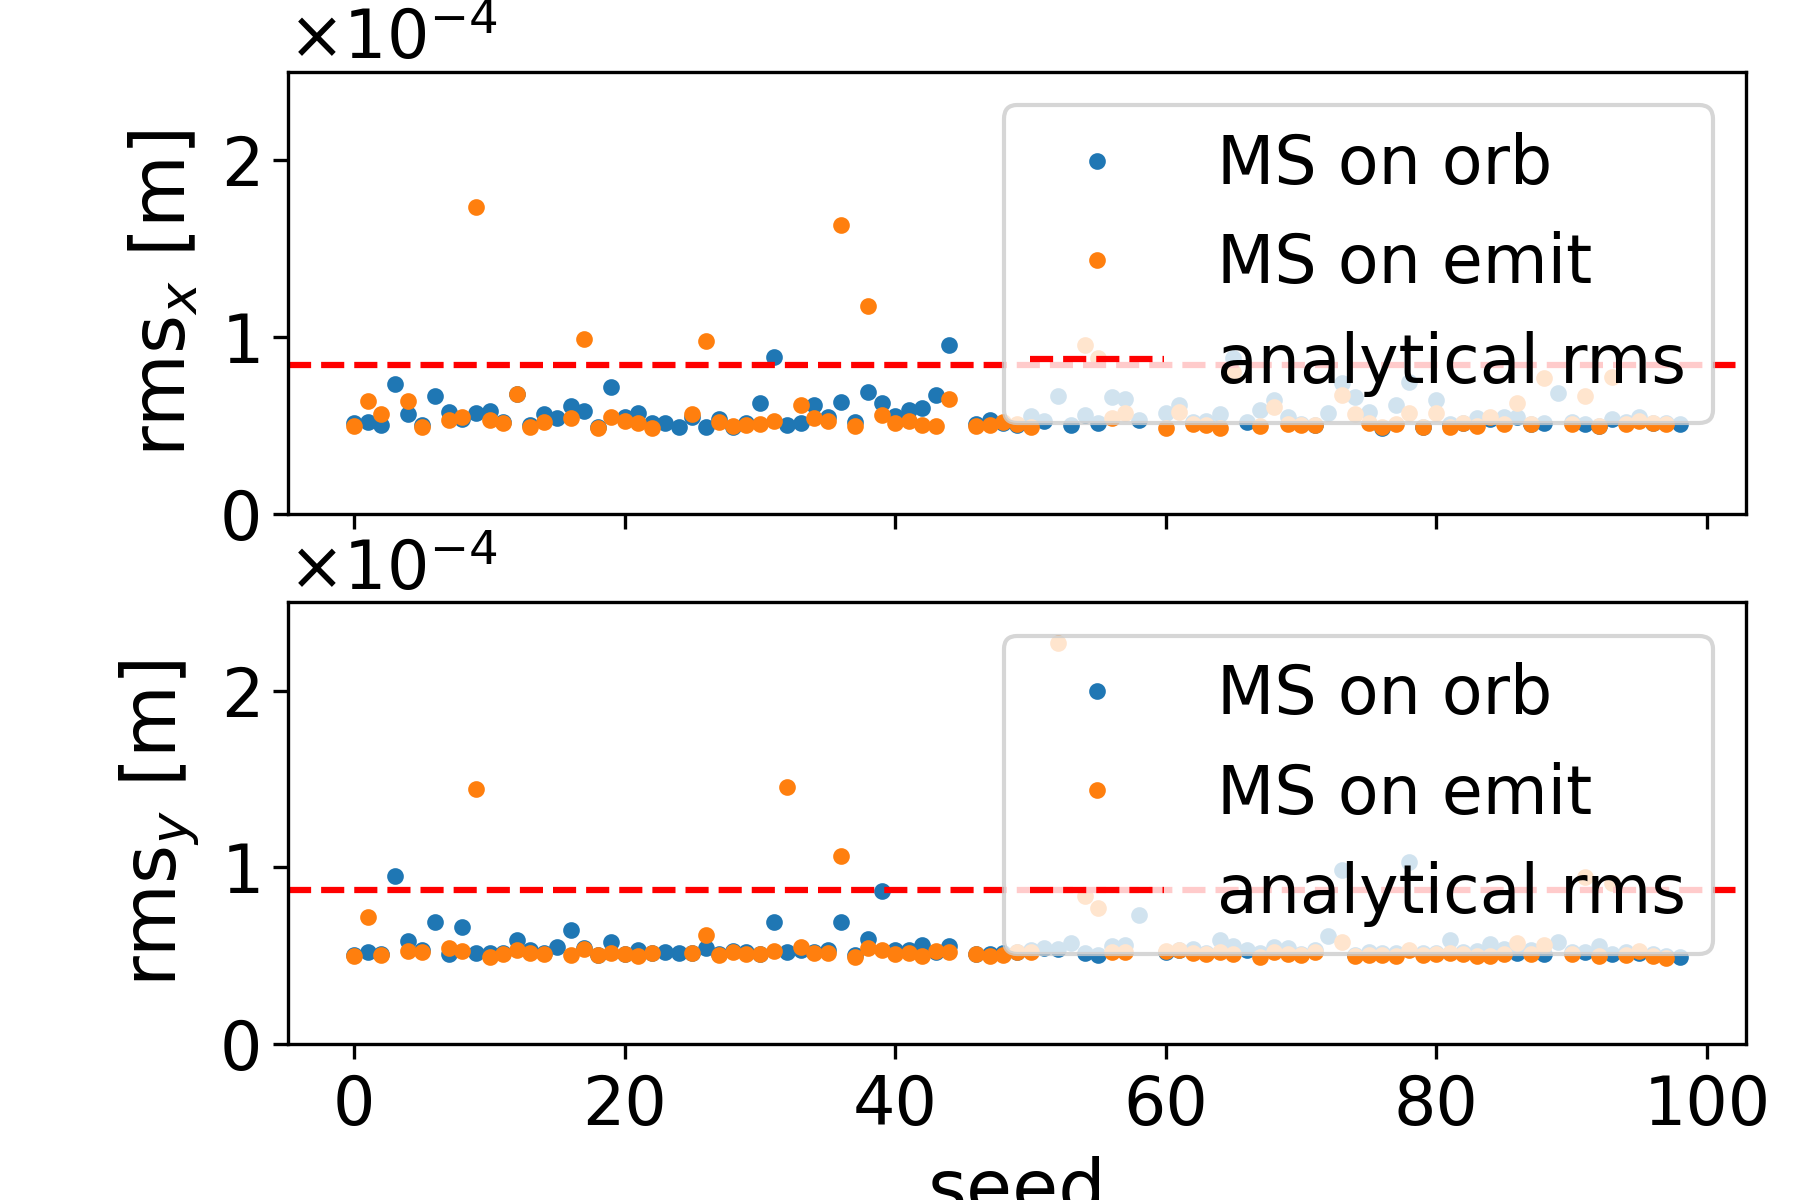 ×10⁻⁴
rmsₓ [m]
2
1
0
MS on orb
MS on emit
analytical rms
×10⁻⁴
rms_y [m]
2
1
0
MS on orb
MS on emit
analytical rms
0 20 40 60 80 100
seed